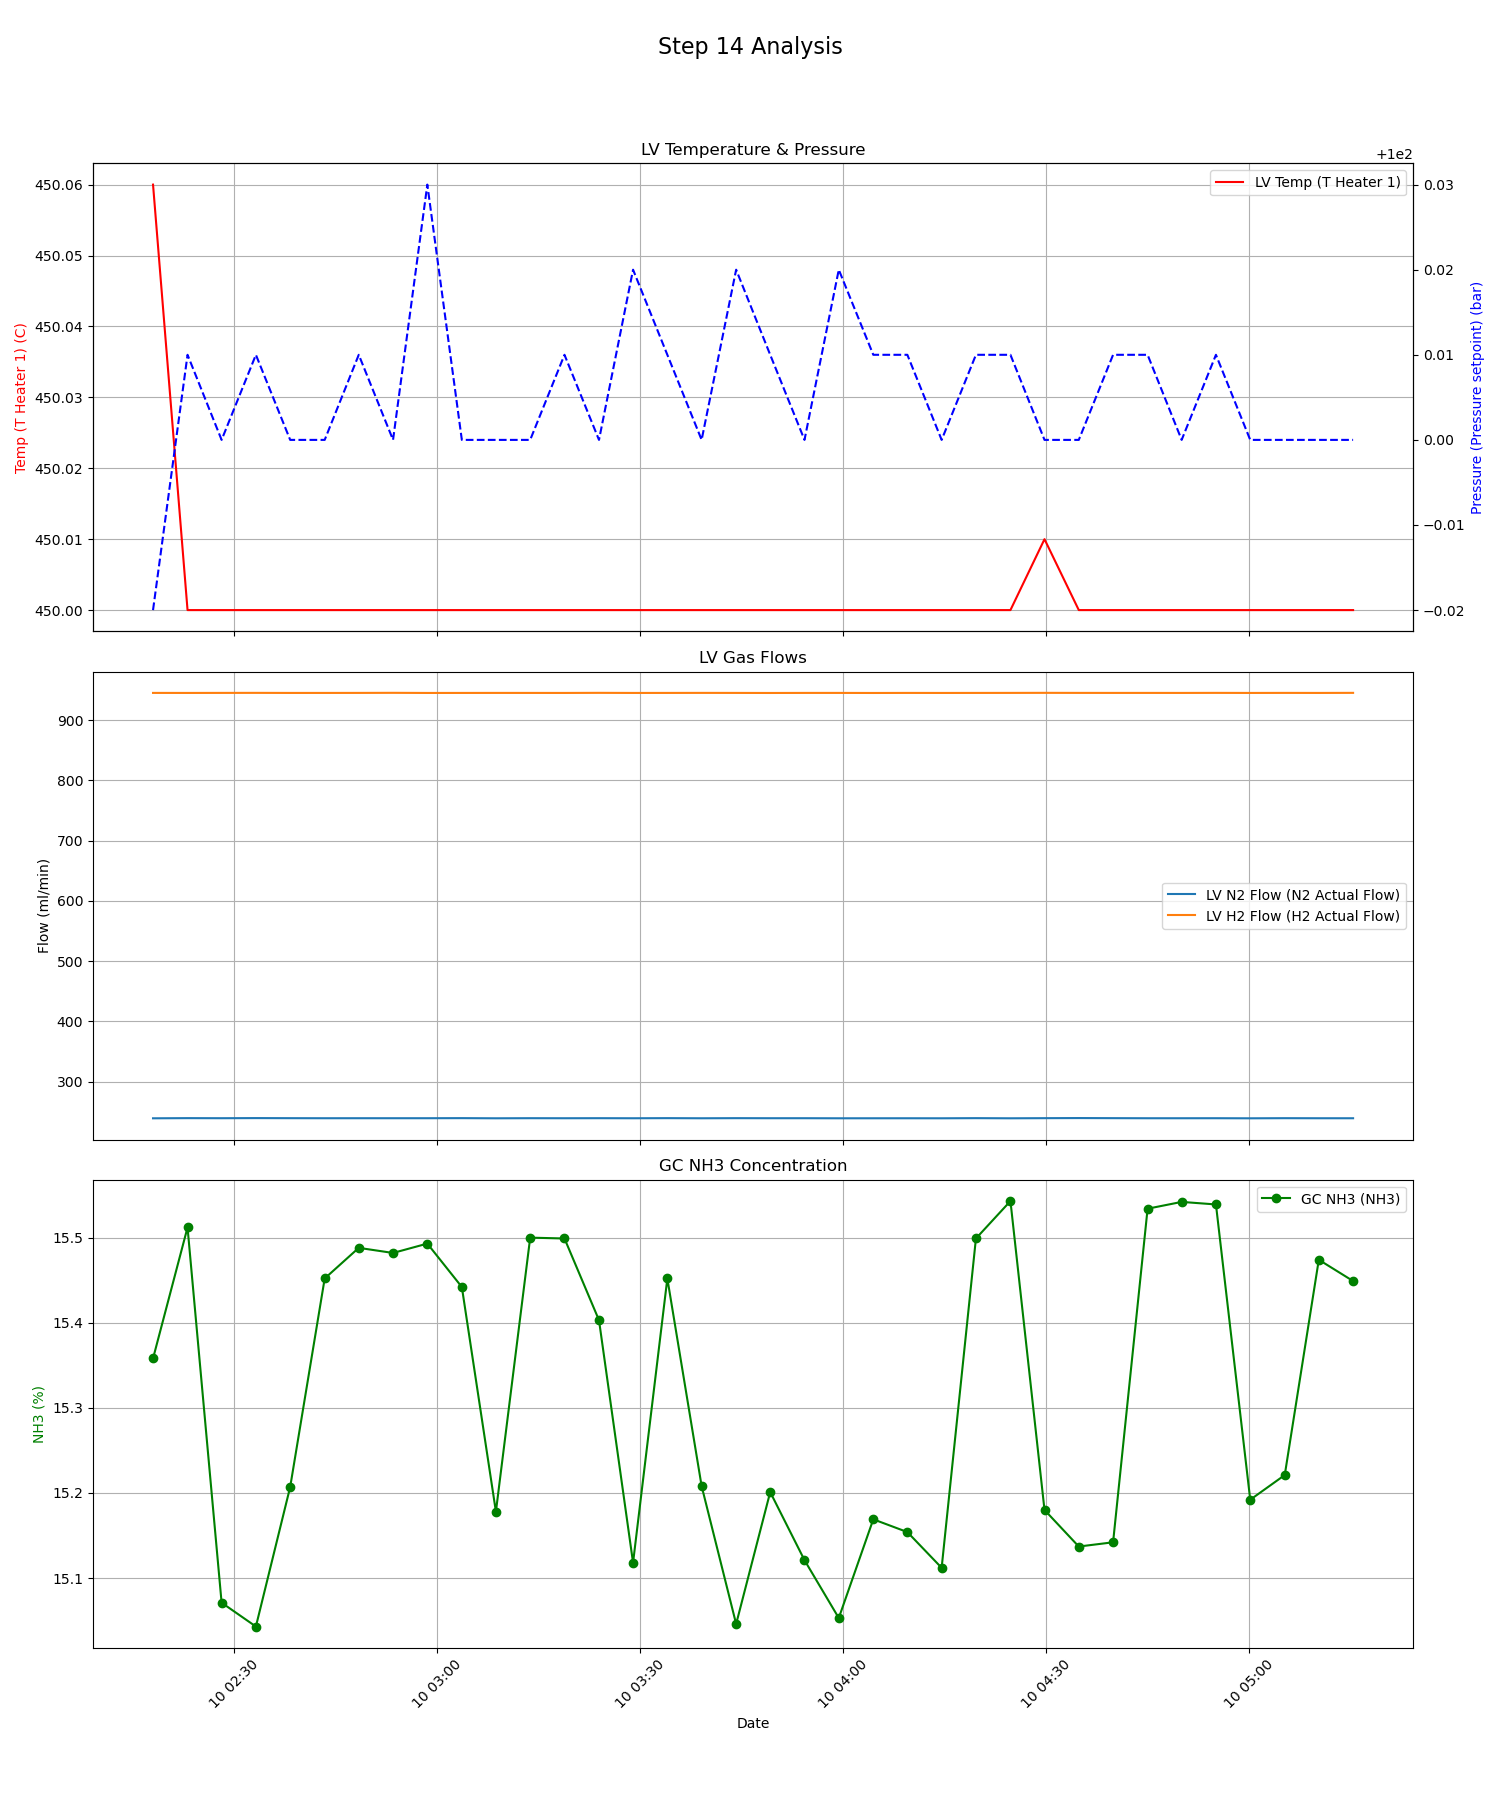 Step 14 Analysis
LV Temperature & Pressure
+1e2
LV Temp (T Heater 1)
450.06
450.05
450.04
450.03
450.02
450.01
450.00
Temp (T Heater 1) (C)
0.03
0.02
0.01
0.00
−0.01
−0.02
Pressure (Pressure setpoint) (bar)
LV Gas Flows
900
800
700
600
500
400
300
Flow (ml/min)
LV N2 Flow (N2 Actual Flow)
LV H2 Flow (H2 Actual Flow)
GC NH3 Concentration
GC NH3 (NH3)
15.5
15.4
15.3
15.2
15.1
NH3 (%)
10 02:30
10 03:00
10 03:30
10 04:00
10 04:30
10 05:00
Date